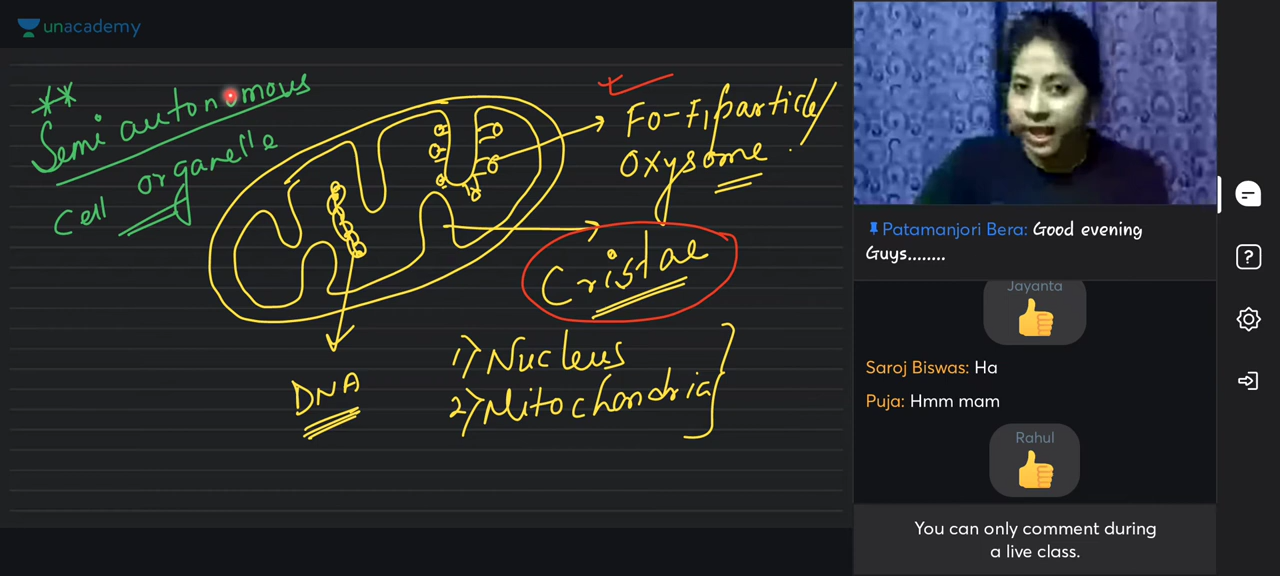 unacademy
**
Semi autonomous
Cell organelle
Fo-F1 particle/
Oxysome.
Cristae
DNA
1) Nucleus
2) Mitochondria
Patamanjori Bera: Good evening
Guys........
Jayanta
Saroj Biswas: Ha
Puja: Hmm mam
Rahul
You can only comment during
a live class.
?